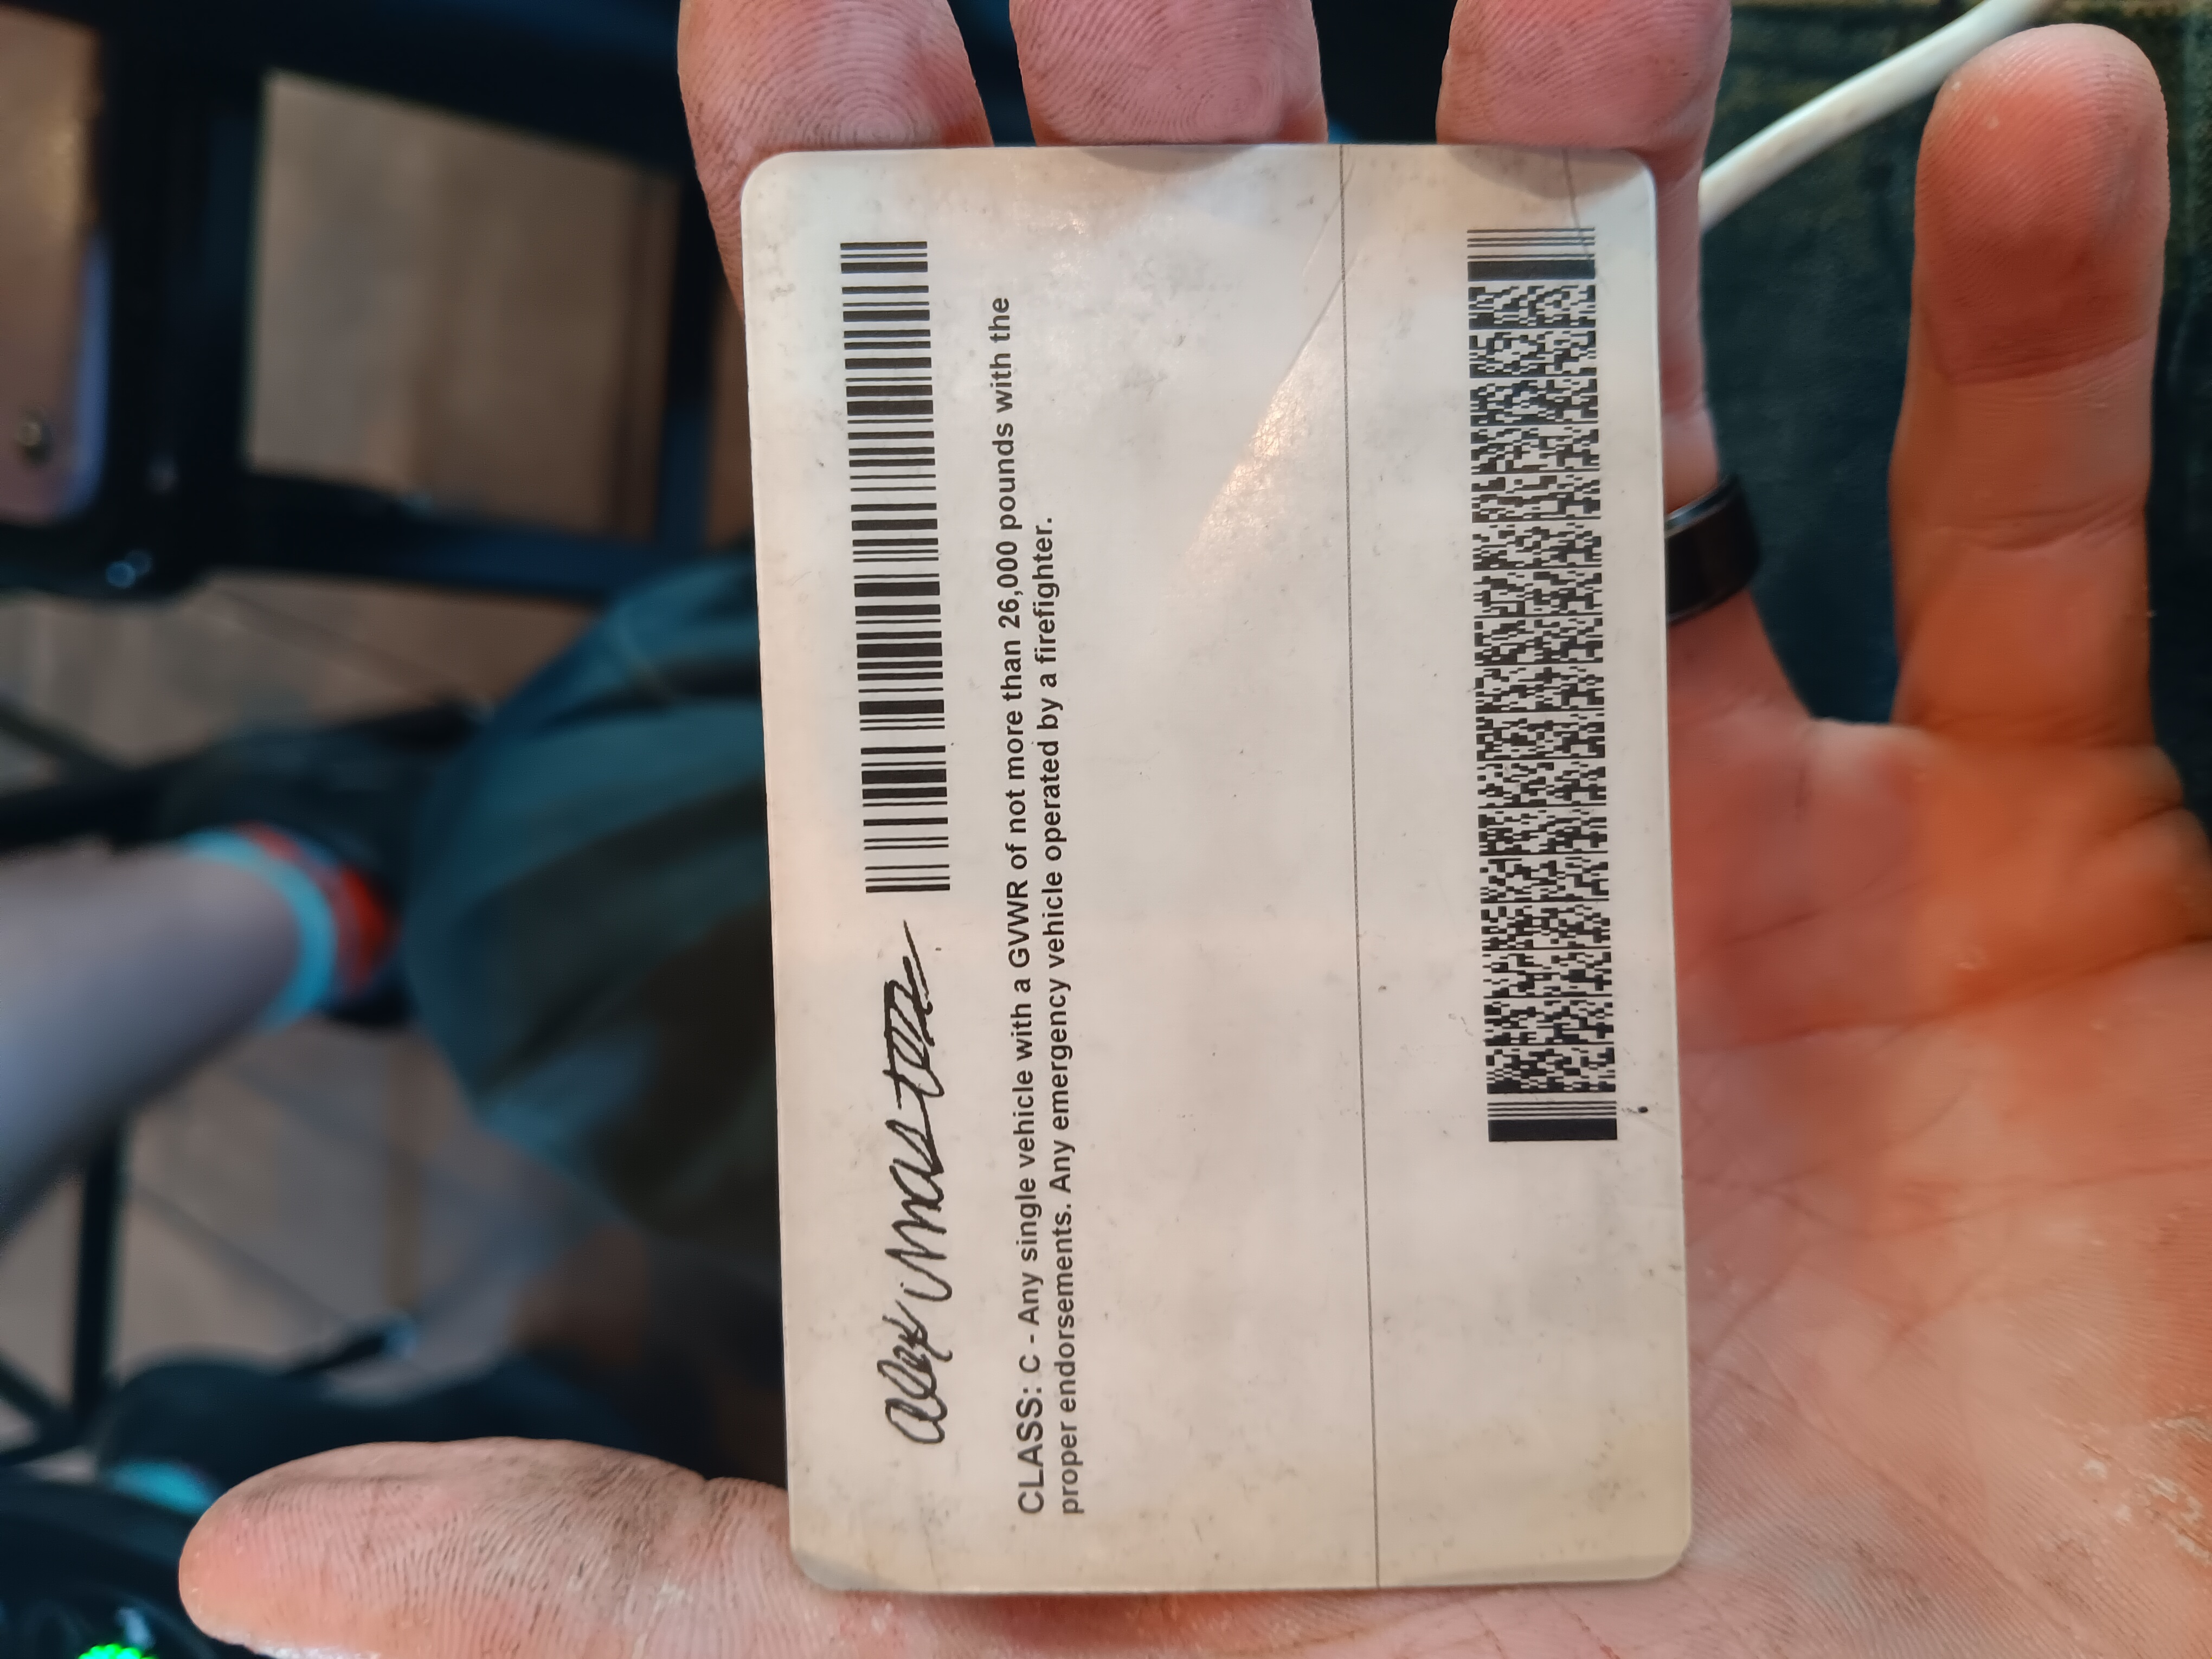 CLASS: C - Any single vehicle with a GVWR of not more than 26,000 pounds with the
proper endorsements. Any emergency vehicle operated by a firefighter.